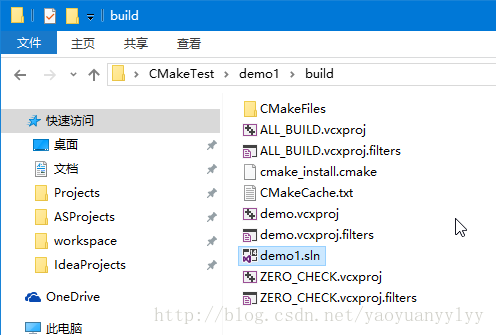 build
文件 主页 共享 查看
CMakeTest demo1 build
快速访问
桌面
文档
Projects
ASProjects
workspace
IdeaProjects
OneDrive
此电脑
CMakeFiles
ALL_BUILD.vcxproj
ALL_BUILD.vcxproj.filters
cmake_install.cmake
CMakeCache.txt
demo.vcxproj
demo.vcxproj.filters
demo1.sln
ZERO_CHECK.vcxproj
ZERO_CHECK.vcxproj.filters
http://blog.csdn.net/yaoyuanyylyy